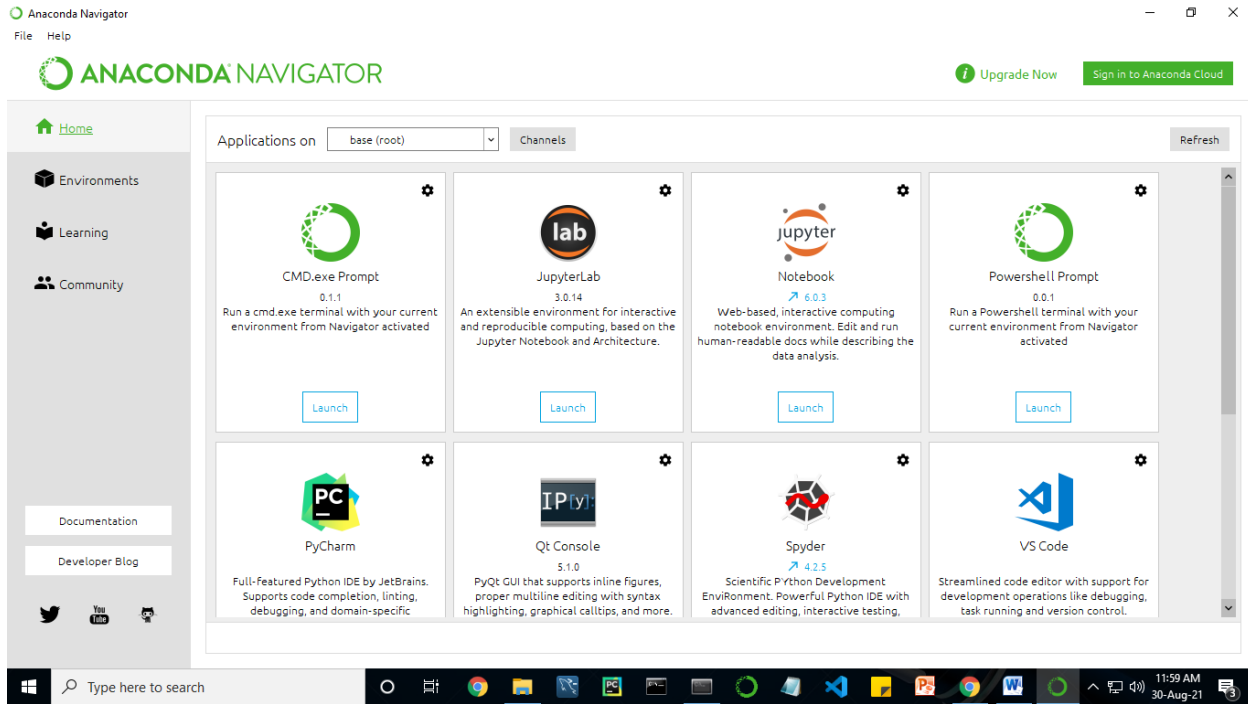 Anaconda Navigator
File Help
ANACONDA NAVIGATOR
i Upgrade Now Sign in to Anaconda Cloud
Home
Environments
Learning
Community
Documentation
Developer Blog
You
Tube
Applications on base (root) Channels Refresh
CMD.exe Prompt
0.1.1
Run a cmd.exe terminal with your current
environment from Navigator activated
Launch
lab
JupyterLab
3.0.14
An extensible environment for interactive
and reproducible computing, based on the
Jupyter Notebook and Architecture.
Launch
jupyter
Notebook
6.0.3
Web-based, interactive computing
notebook environment. Edit and run
human-readable docs while describing the
data analysis.
Launch
Powershell Prompt
0.0.1
Run a Powershell terminal with your
current environment from Navigator
activated
Launch
PC
PyCharm
Full-featured Python IDE by JetBrains.
Supports code completion, linting,
debugging, and domain-specific
IP[y]:
Qt Console
5.1.0
PyQt GUI that supports inline figures,
proper multiline editing with syntax
highlighting, graphical calltips, and more.
Spyder
4.2.5
Scientific PYthon Development
EnviRonment. Powerful Python IDE with
advanced editing, interactive testing,
VS Code
Streamlined code editor with support for
development operations like debugging,
task running and version control.
Type here to search
PC
11:59 AM
30-Aug-21
3